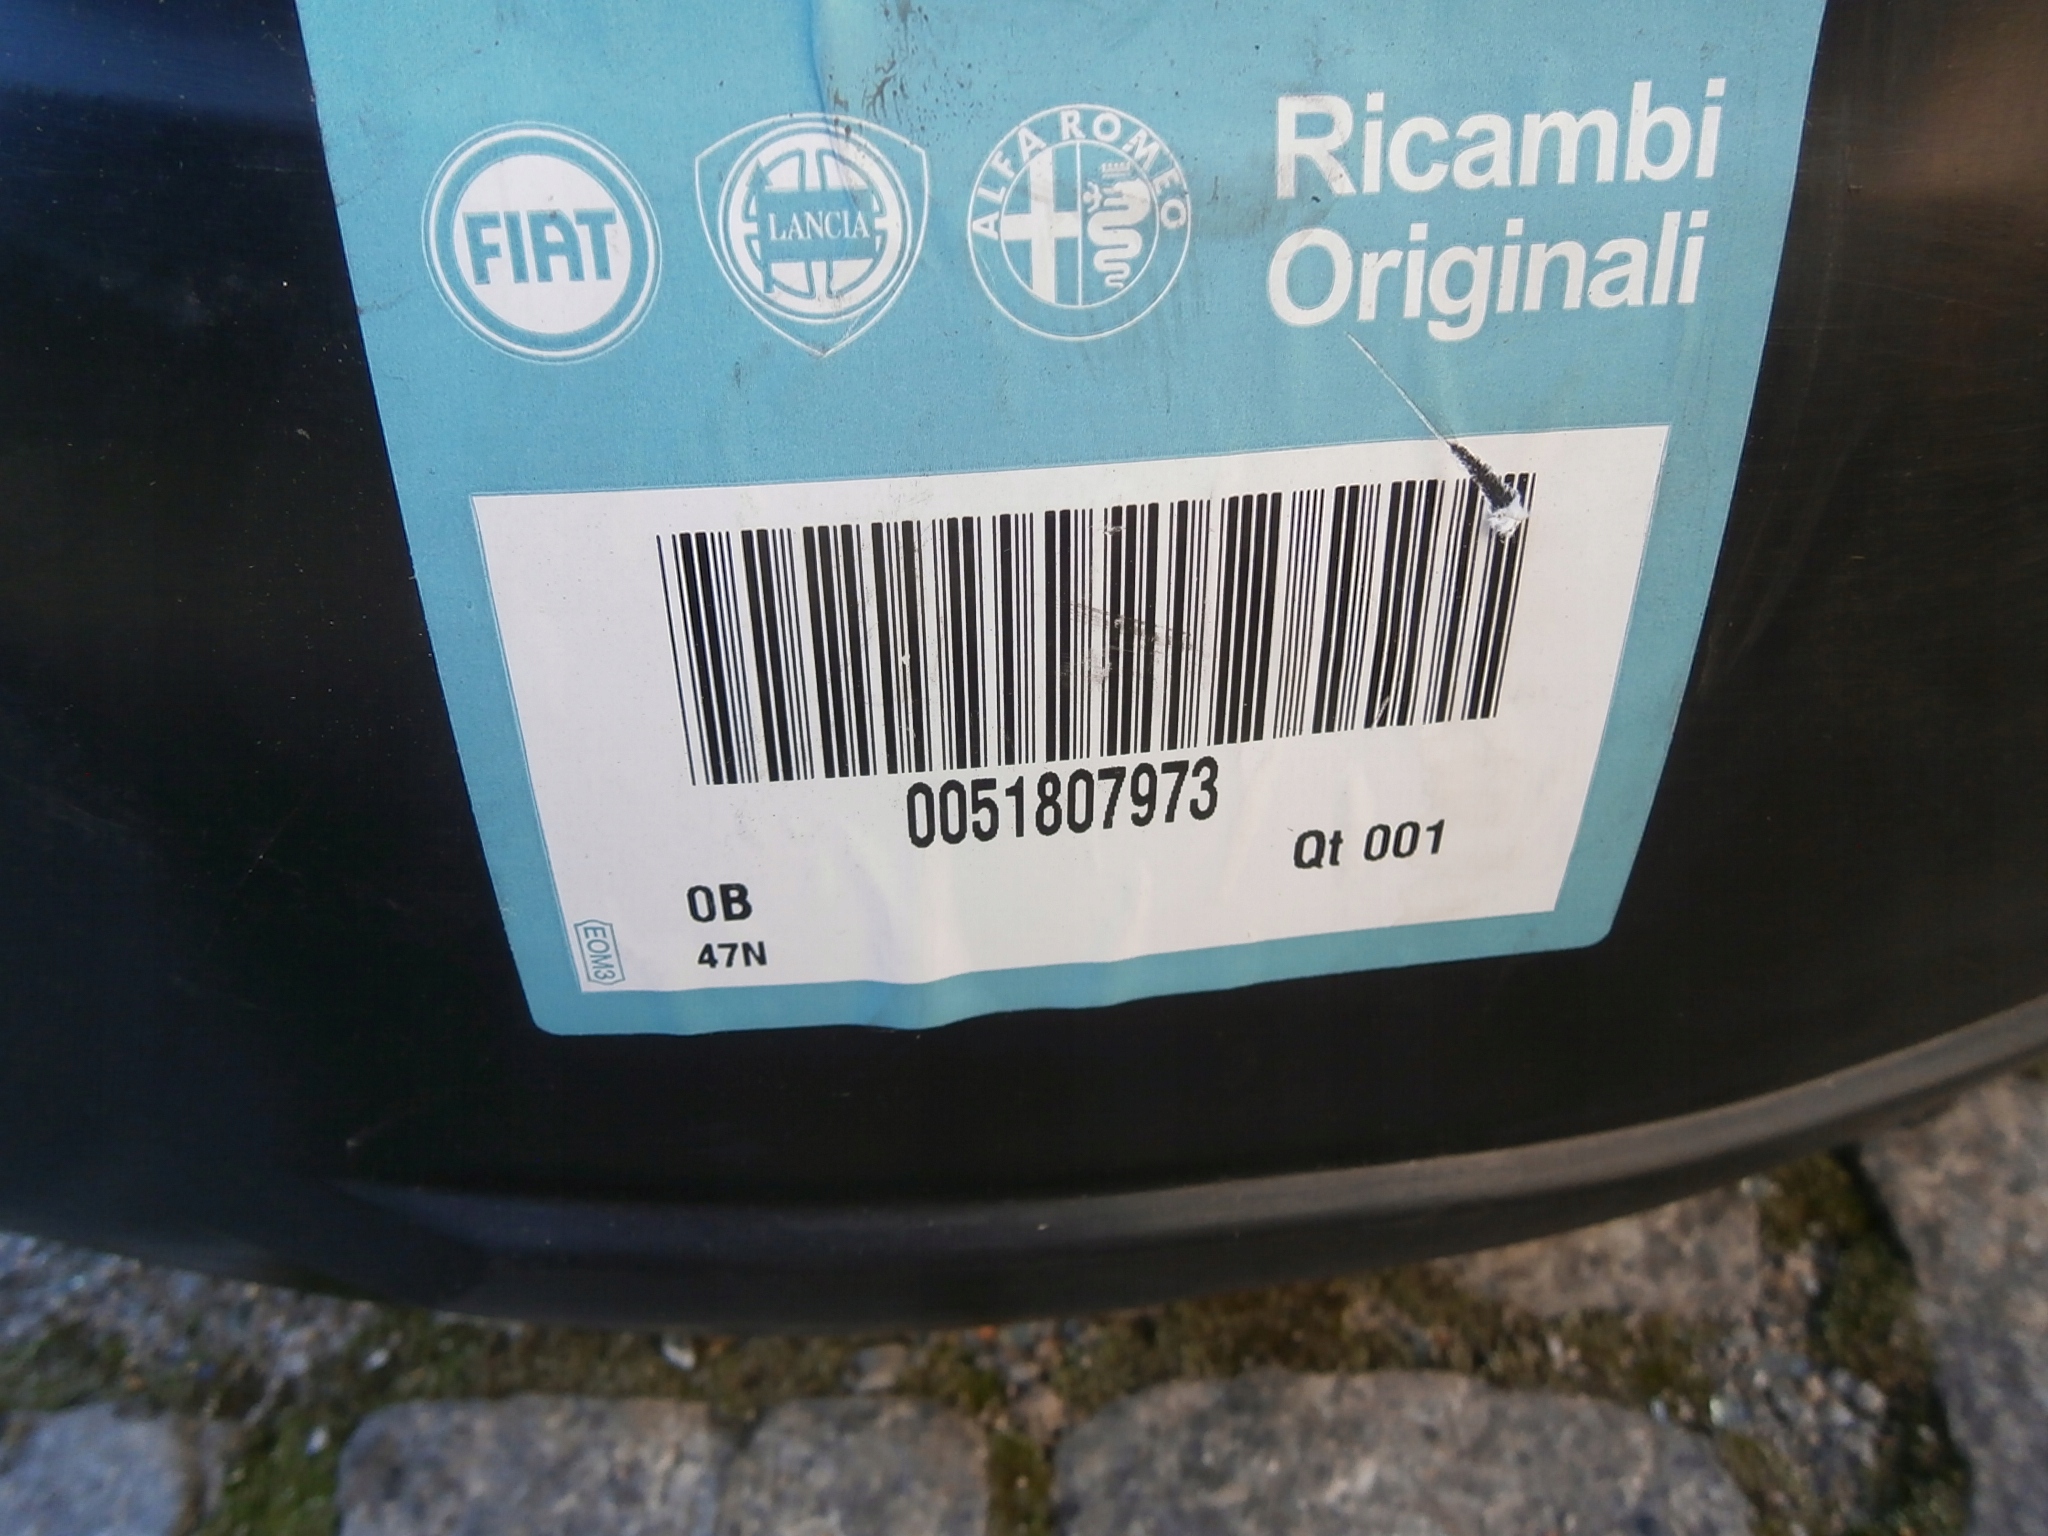 FIAT
LANCIA
ALFA ROMEO
Ricambi
Originali
0051807973
Qt 001
0B
47N
EOM3